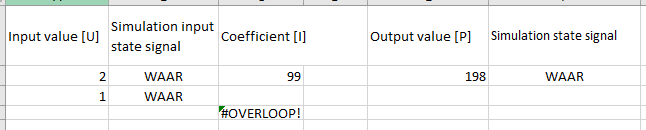 Input value [U] Simulation input state signal Coefficient [I] Output value [P] Simulation state signal
2 WAAR 99 198 WAAR
1 WAAR
#OVERLOOP!